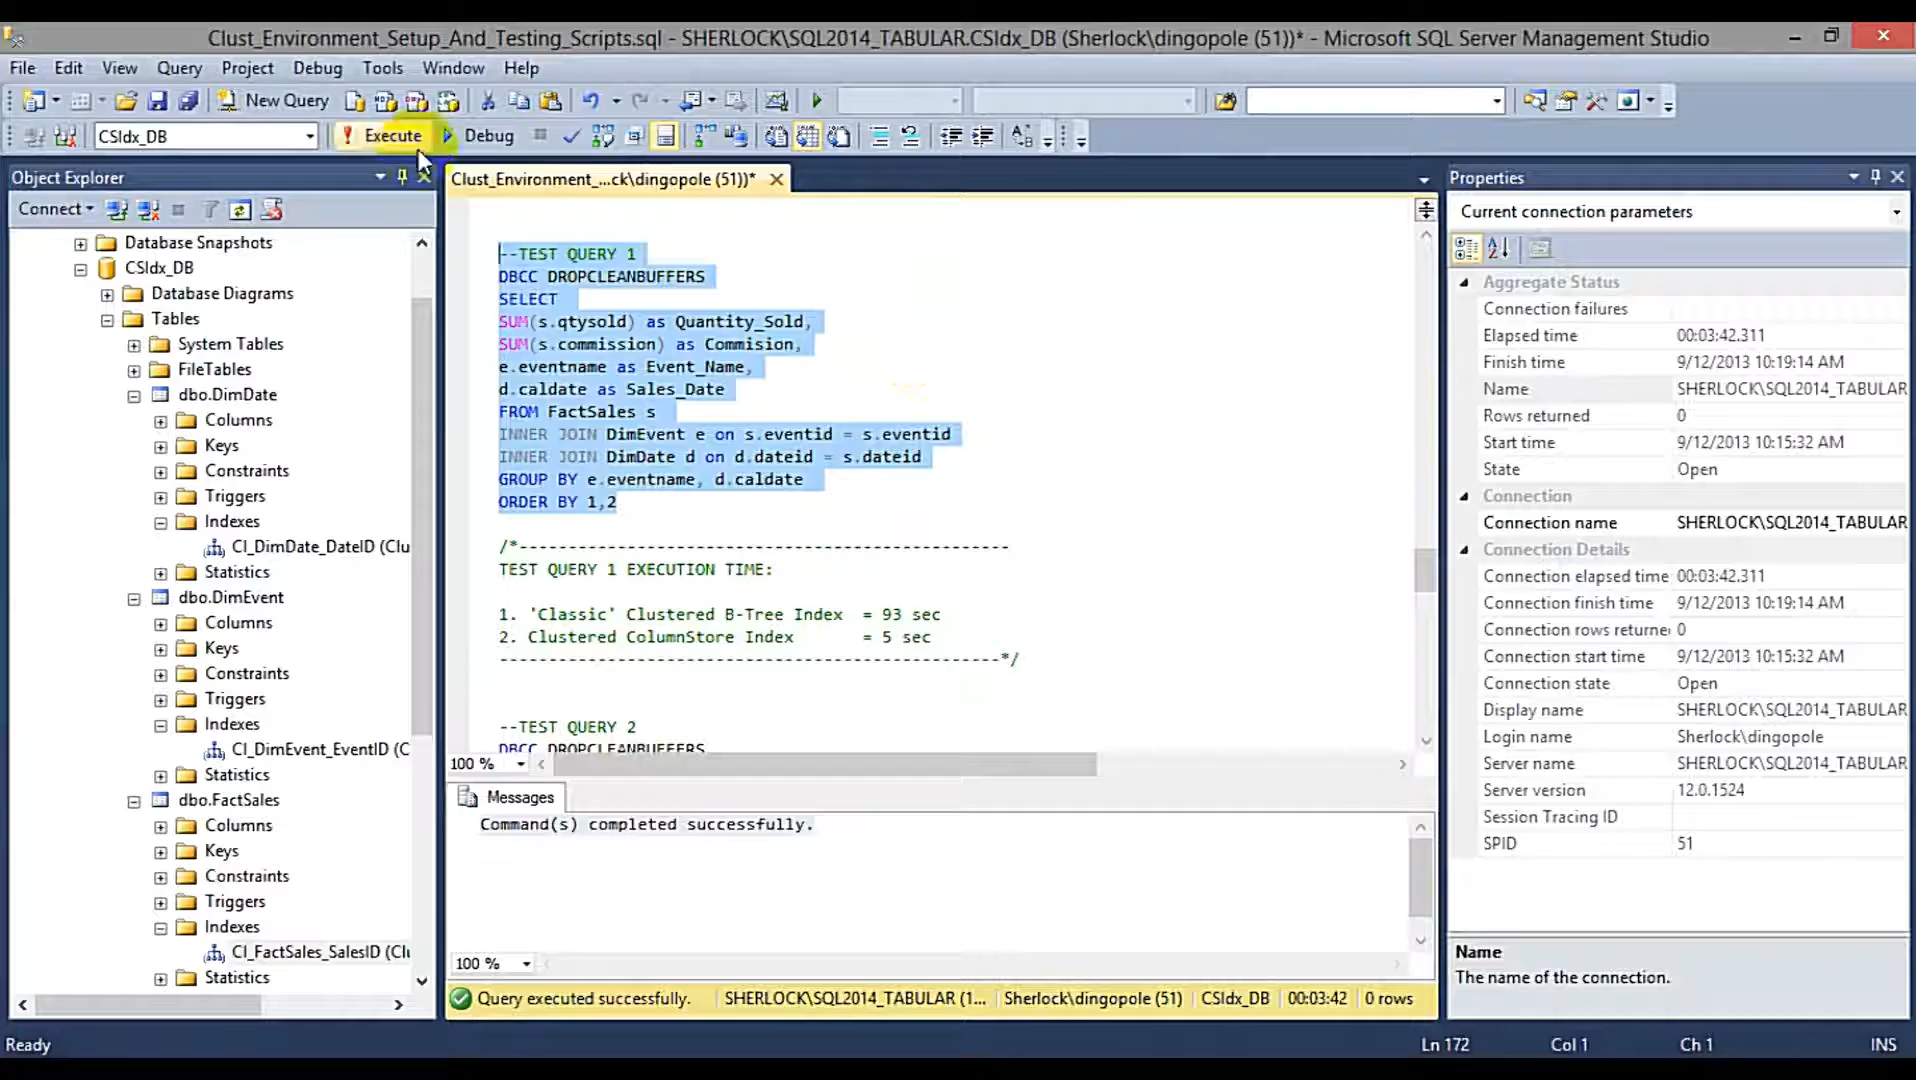 Clust_Environment_Setup_And_Testing_Scripts.sql - SHERLOCK\SQL2014_TABULAR.CSIdx_DB (Sherlock\dingopole (51))* - Microsoft SQL Server Management Studio
File Edit View Query Project Debug Tools Window Help
New Query
CSIdx_DB
Execute
Debug
Object Explorer
Connect
Database Snapshots
CSIdx_DB
Database Diagrams
Tables
System Tables
FileTables
dbo.DimDate
Columns
Keys
Constraints
Triggers
Indexes
CI_DimDate_DateID (Clu
Statistics
dbo.DimEvent
Columns
Keys
Constraints
Triggers
Indexes
CI_DimEvent_EventID (C
Statistics
dbo.FactSales
Columns
Keys
Constraints
Triggers
Indexes
CI_FactSales_SalesID (Clu
Statistics
Clust_Environment_...ck\dingopole (51))*
--TEST QUERY 1
DBCC DROPCLEANBUFFERS
SELECT
SUM(s.qtysold) as Quantity_Sold,
SUM(s.commission) as Commision,
e.eventname as Event_Name,
d.caldate as Sales_Date
FROM FactSales s
INNER JOIN DimEvent e on s.eventid = s.eventid
INNER JOIN DimDate d on d.dateid = s.dateid
GROUP BY e.eventname, d.caldate
ORDER BY 1,2
/*--------------------------------------------------
TEST QUERY 1 EXECUTION TIME:
1. 'Classic' Clustered B-Tree Index = 93 sec
2. Clustered ColumnStore Index = 5 sec
---------------------------------------------------*/
--TEST QUERY 2
DBCC DROPCLEANBUFFERS
100 %
Messages
Command(s) completed successfully.
100 %
Query executed successfully. SHERLOCK\SQL2014_TABULAR (1... Sherlock\dingopole (51) CSIdx_DB 00:03:42 0 rows
Properties
Current connection parameters
Aggregate Status
Connection failures
Elapsed time 00:03:42.311
Finish time 9/12/2013 10:19:14 AM
Name SHERLOCK\SQL2014_TABULAR
Rows returned 0
Start time 9/12/2013 10:15:32 AM
State Open
Connection
Connection name SHERLOCK\SQL2014_TABULAR
Connection Details
Connection elapsed time 00:03:42.311
Connection finish time 9/12/2013 10:19:14 AM
Connection rows returne 0
Connection start time 9/12/2013 10:15:32 AM
Connection state Open
Display name SHERLOCK\SQL2014_TABULAR
Login name Sherlock\dingopole
Server name SHERLOCK\SQL2014_TABULAR
Server version 12.0.1524
Session Tracing ID
SPID 51
Name
The name of the connection.
Ready Ln 172 Col 1 Ch 1 INS